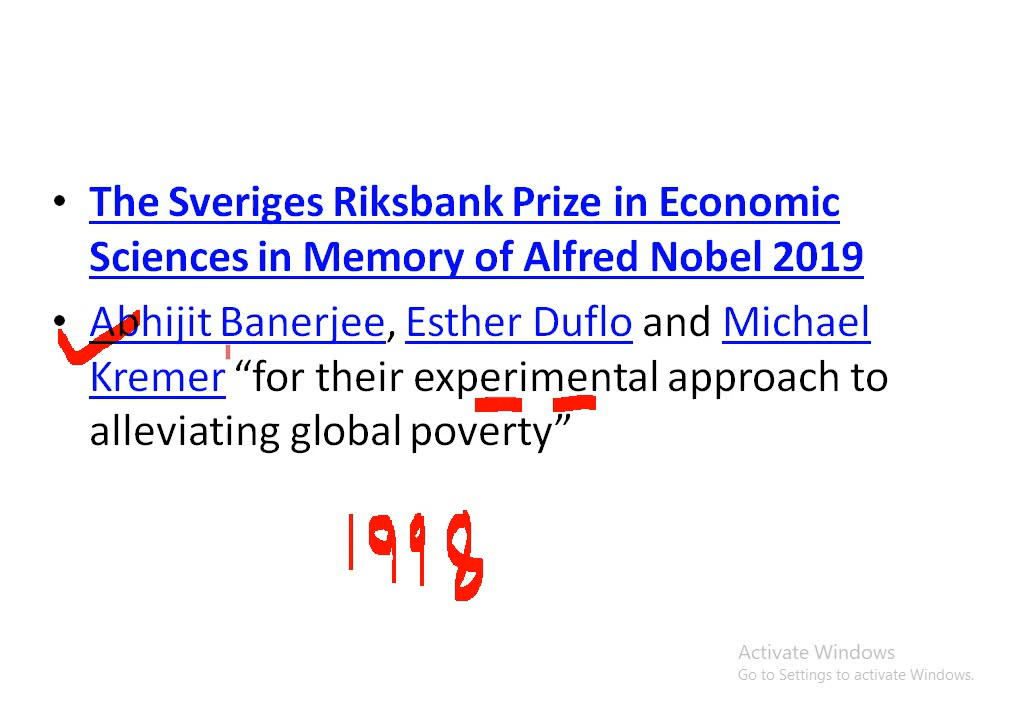 • The Sveriges Riksbank Prize in Economic
Sciences in Memory of Alfred Nobel 2019
• Abhijit Banerjee, Esther Duflo and Michael
Kremer “for their experimental approach to
alleviating global poverty”
1998
Activate Windows
Go to Settings to activate Windows.